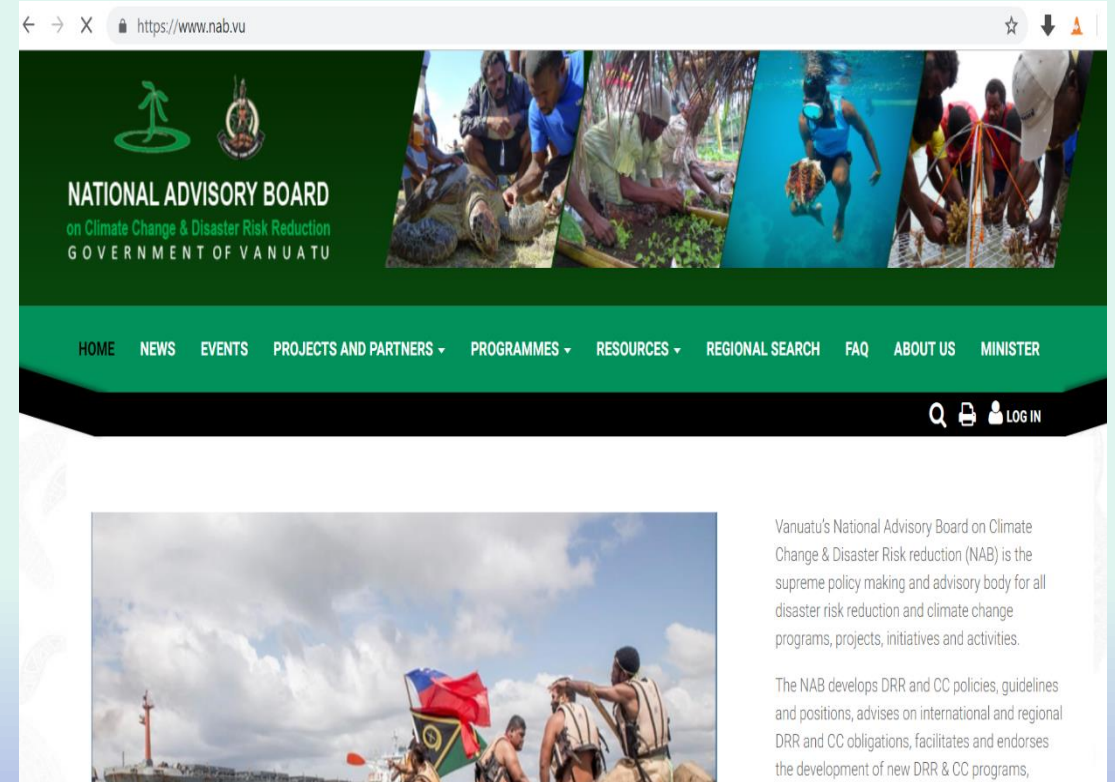 https://www.nab.vu
NATIONAL ADVISORY BOARD
on Climate Change & Disaster Risk Reduction
GOVERNMENT OF VANUATU
HOME NEWS EVENTS PROJECTS AND PARTNERS PROGRAMMES RESOURCES REGIONAL SEARCH FAQ ABOUT US MINISTER
LOG IN
Vanuatu's National Advisory Board on Climate
Change & Disaster Risk reduction (NAB) is the
supreme policy making and advisory body for all
disaster risk reduction and climate change
programs, projects, initiatives and activities.
The NAB develops DRR and CC policies, guidelines
and positions, advises on international and regional
DRR and CC obligations, facilitates and endorses
the development of new DRR & CC programs,